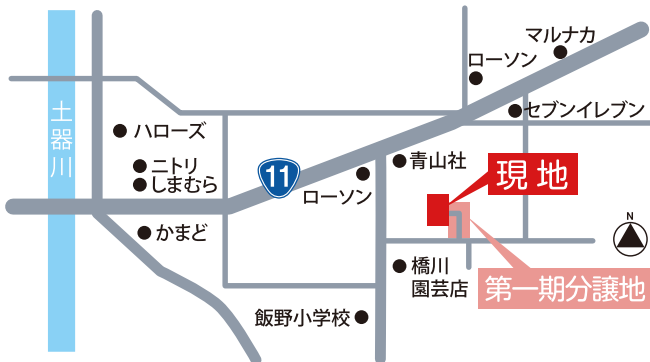 マルナカ
ローソン
セブンイレブン
土器川
ハローズ
ニトリ
しまむら
11
ローソン
青山社
現地
かまど
N
橋川
園芸店
第一期分譲地
飯野小学校